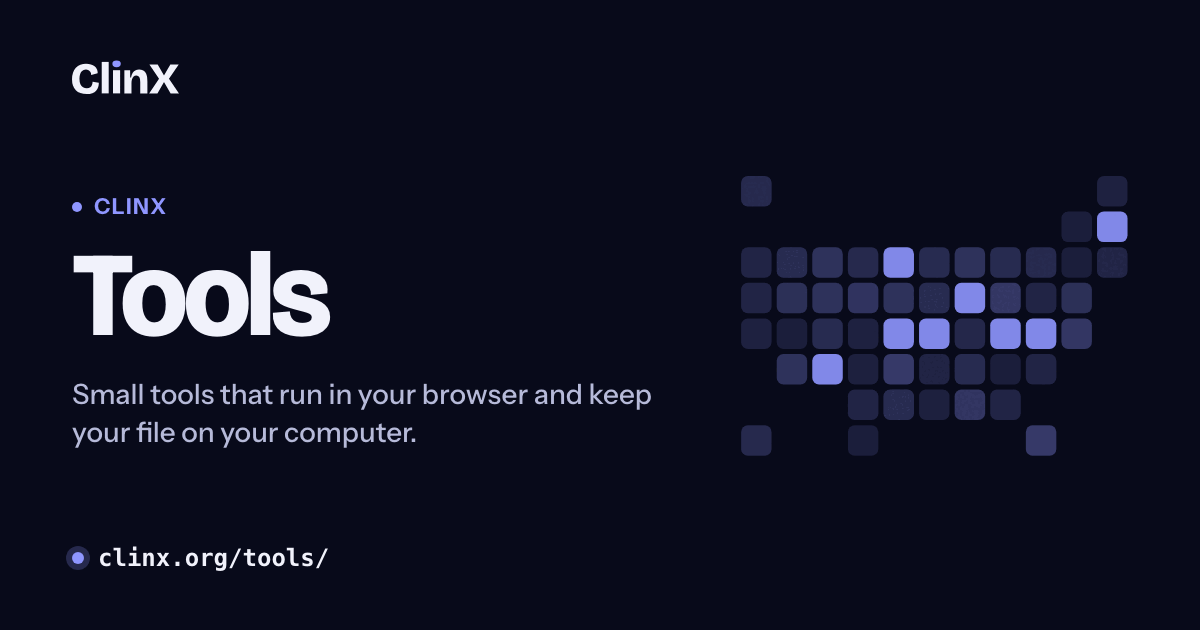 ClinX
CLINX
Tools
Small tools that run in your browser and keep
your file on your computer.
clinx.org/tools/